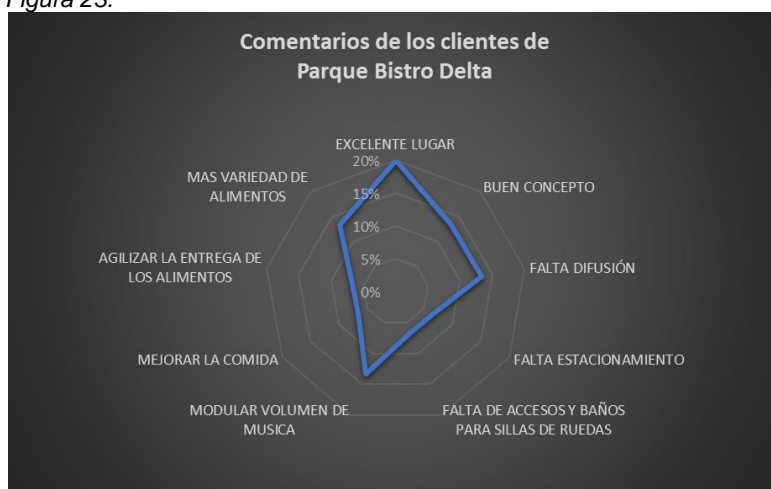 Figura 23.
Comentarios de los clientes de
Parque Bistro Delta
EXCELENTE LUGAR
20%
15%
10%
5%
0%
BUEN CONCEPTO
FALTA DIFUSIÓN
FALTA ESTACIONAMIENTO
FALTA DE ACCESOS Y BAÑOS
PARA SILLAS DE RUEDAS
MODULAR VOLUMEN DE
MUSICA
MEJORAR LA COMIDA
AGILIZAR LA ENTREGA DE
LOS ALIMENTOS
MAS VARIEDAD DE
ALIMENTOS